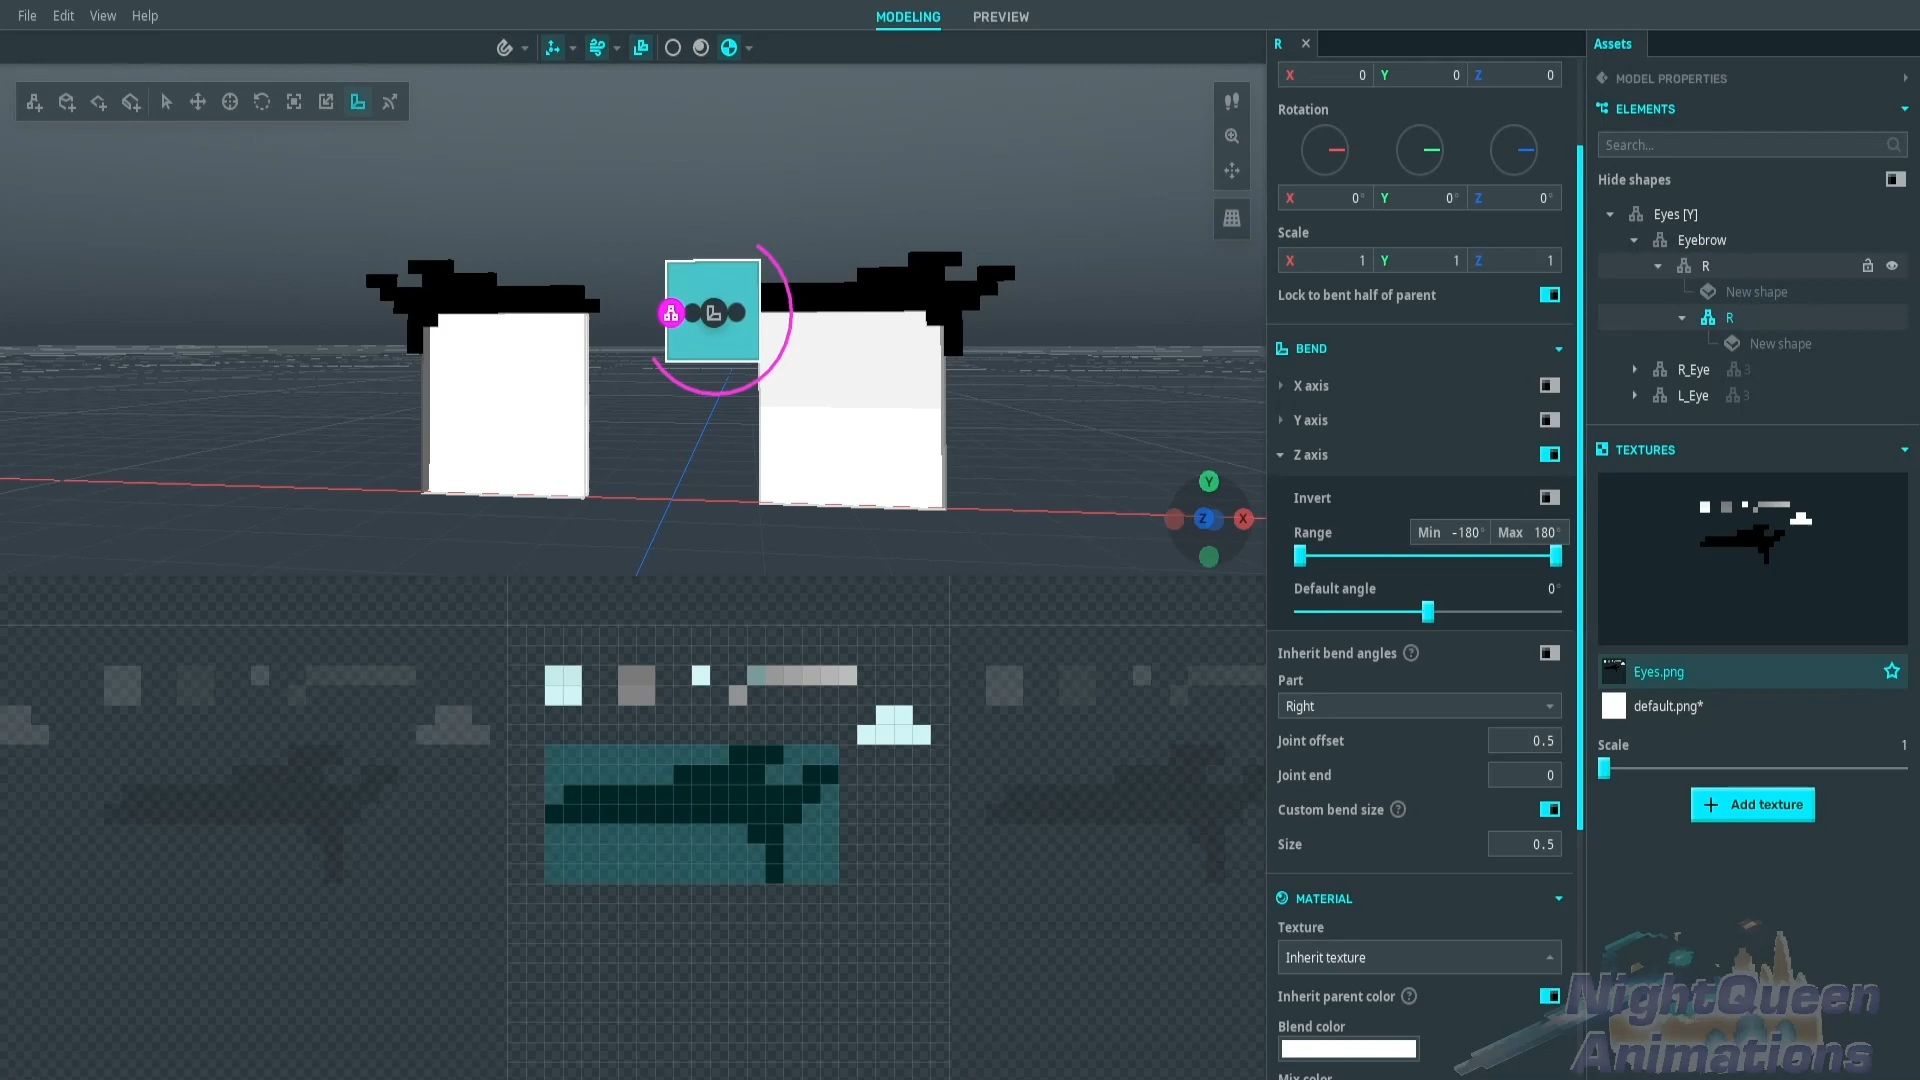 File Edit View Help
MODELING PREVIEW
R
Assets
X 0 Y 0 Z 0
MODEL PROPERTIES
Rotation
ELEMENTS
Search...
Hide shapes
X 0° Y 0° Z 0°
Eyes [Y]
Scale
Eyebrow
X 1 Y 1 Z 1
R
Lock to bent half of parent
New shape
R
BEND
New shape
X axis
R_Eye 3
L_Eye 3
Y axis
Z axis
TEXTURES
Invert
Range Min -180° Max 180°
Default angle 0°
Y
Z
X
Inherit bend angles ?
Part
Eyes.png
Right
default.png*
Joint offset 0.5
Scale 1
Joint end 0
Custom bend size ?
+ Add texture
Size 0.5
MATERIAL
Texture
Inherit texture
Inherit parent color ?
Blend color
Mix color
NightQueen
Animations